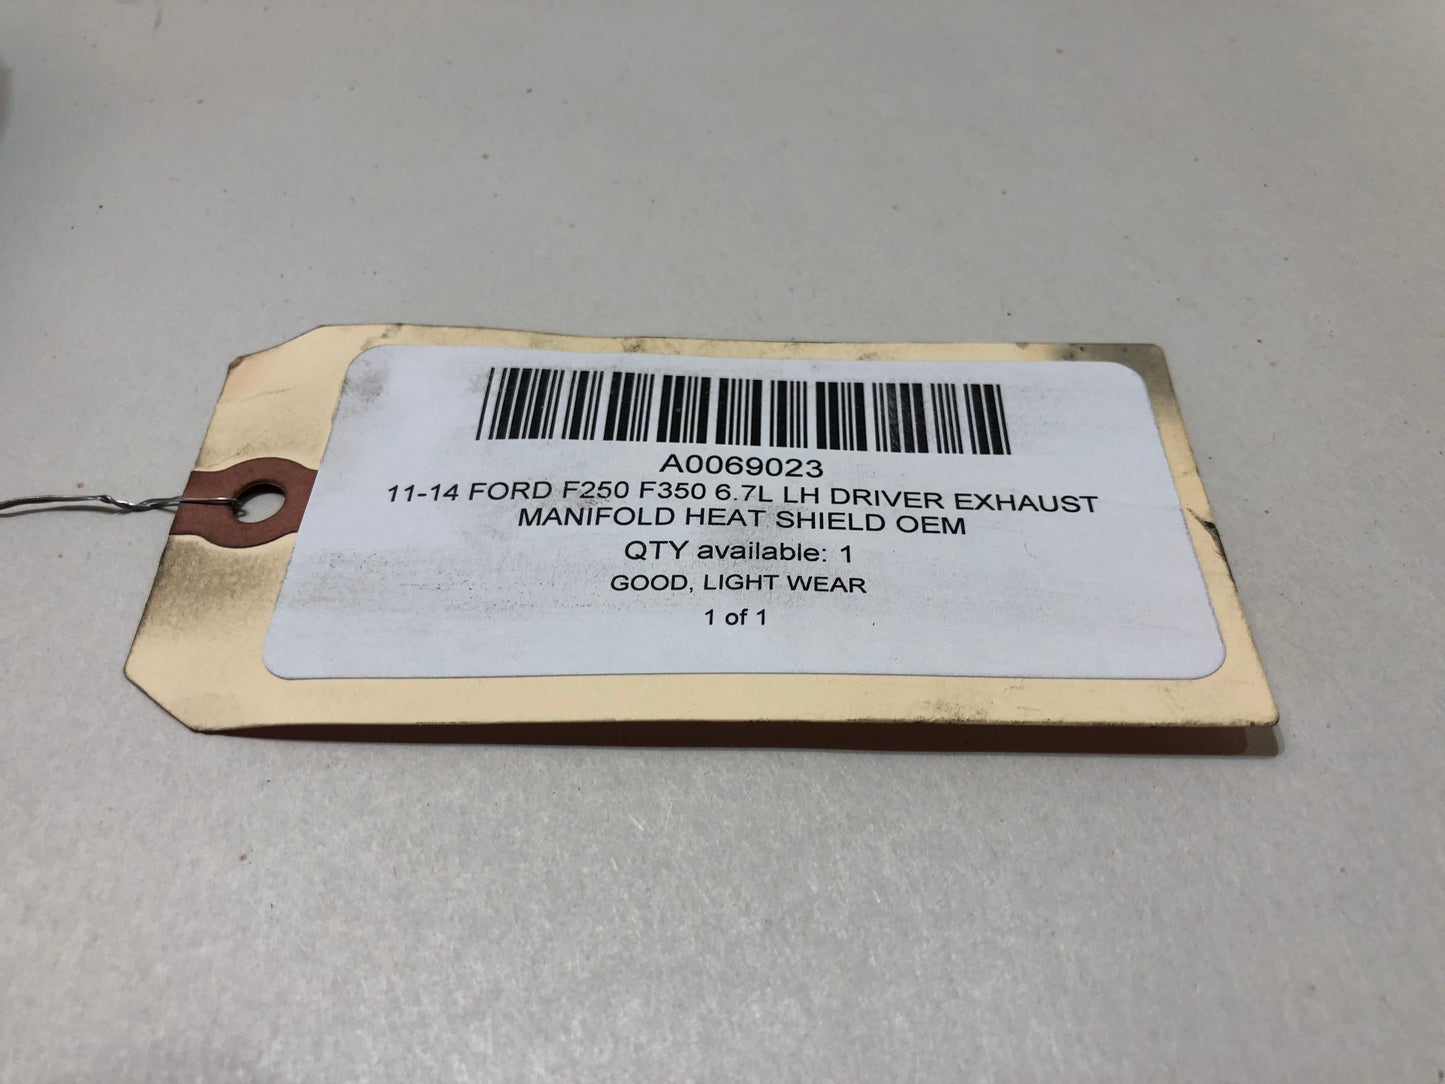 A0069023
11-14 FORD F250 F350 6.7L LH DRIVER EXHAUST
MANIFOLD HEAT SHIELD OEM
QTY available: 1
GOOD, LIGHT WEAR
1 of 1